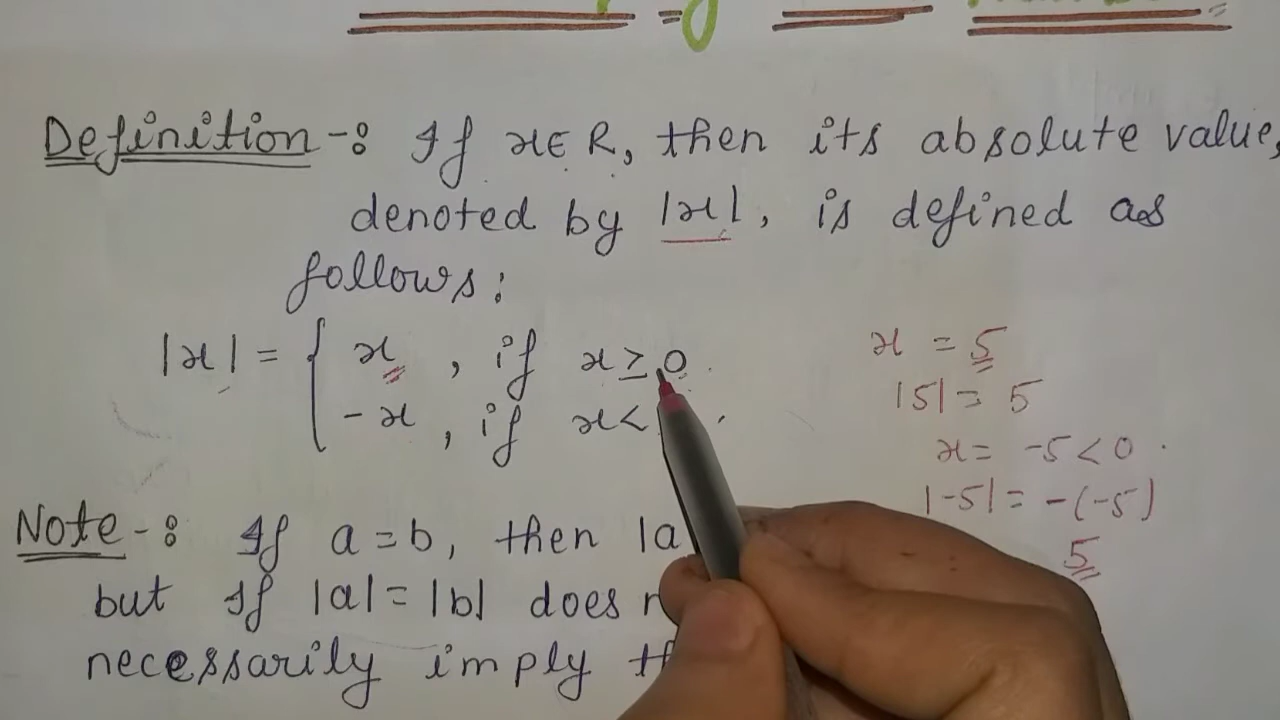 Definition -: If x ∈ R, then its absolute value,
denoted by |x|, is defined as
follows:
|x| = { x , if x ≥ 0
-x , if x <
x = 5
|5| = 5
x = -5 < 0
|-5| = -(-5)
5
Note -: If a = b, then |a
but If |a| = |b| does
necessarily imply